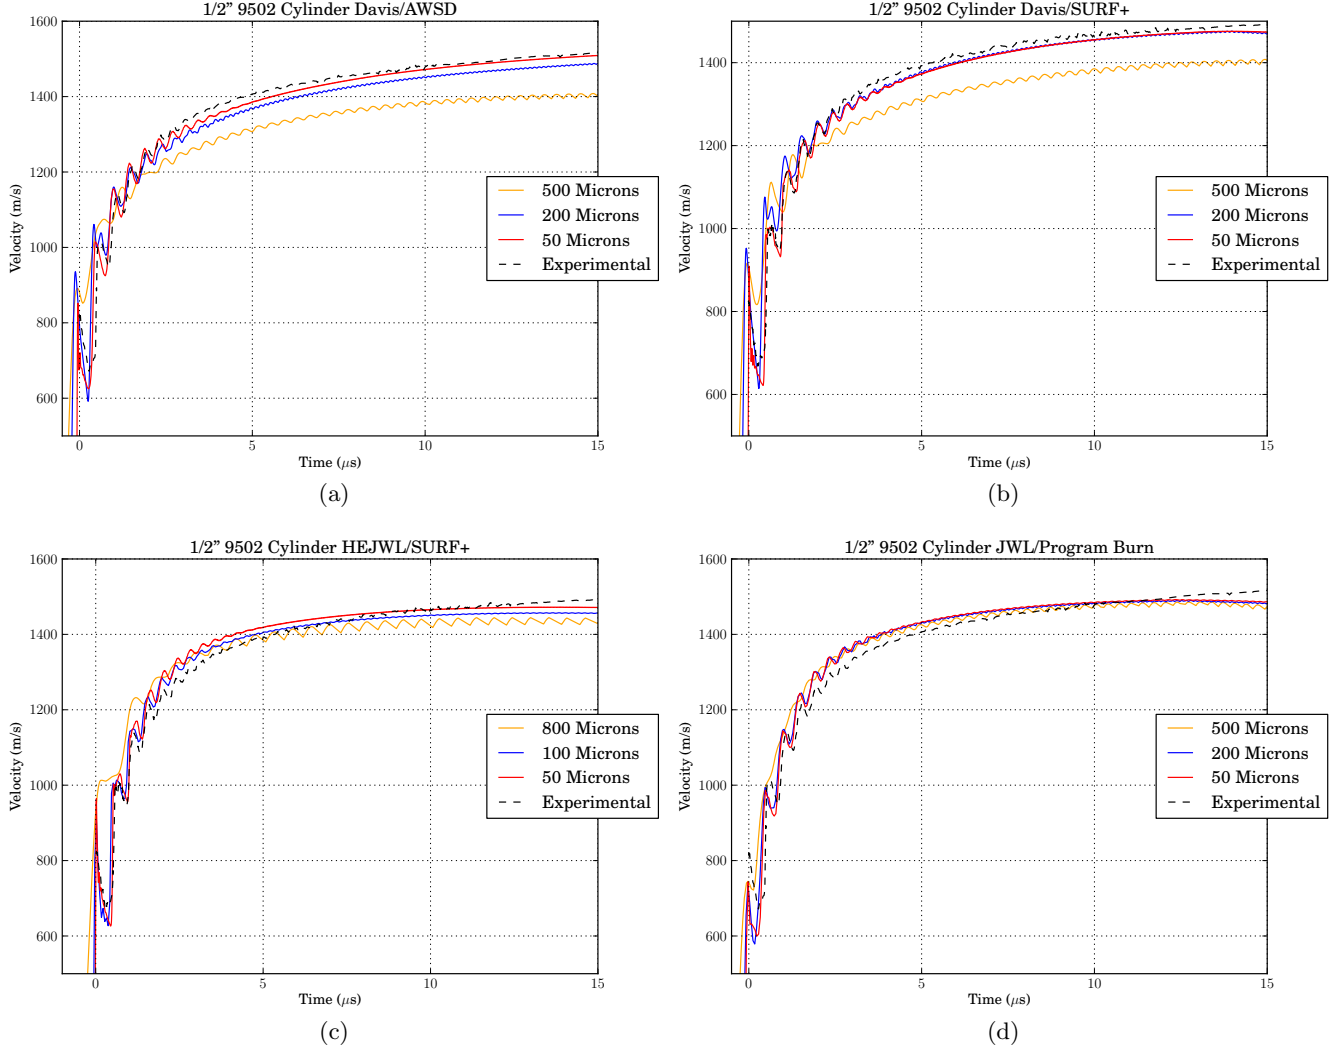 1/2” 9502 Cylinder Davis/AWSD
1600
1400
1200
1000
800
600
Velocity (m/s)
0
5
10
15
Time (μs)
500 Microns
200 Microns
50 Microns
Experimental
(a)
1/2” 9502 Cylinder Davis/SURF+
1400
1200
1000
800
600
Velocity (m/s)
0
5
10
15
Time (μs)
500 Microns
200 Microns
50 Microns
Experimental
(b)
1/2” 9502 Cylinder HEJWL/SURF+
1600
1400
1200
1000
800
600
Velocity (m/s)
0
5
10
15
Time (μs)
800 Microns
100 Microns
50 Microns
Experimental
(c)
1/2” 9502 Cylinder JWL/Program Burn
1600
1400
1200
1000
800
600
Velocity (m/s)
0
5
10
15
Time (μs)
500 Microns
200 Microns
50 Microns
Experimental
(d)